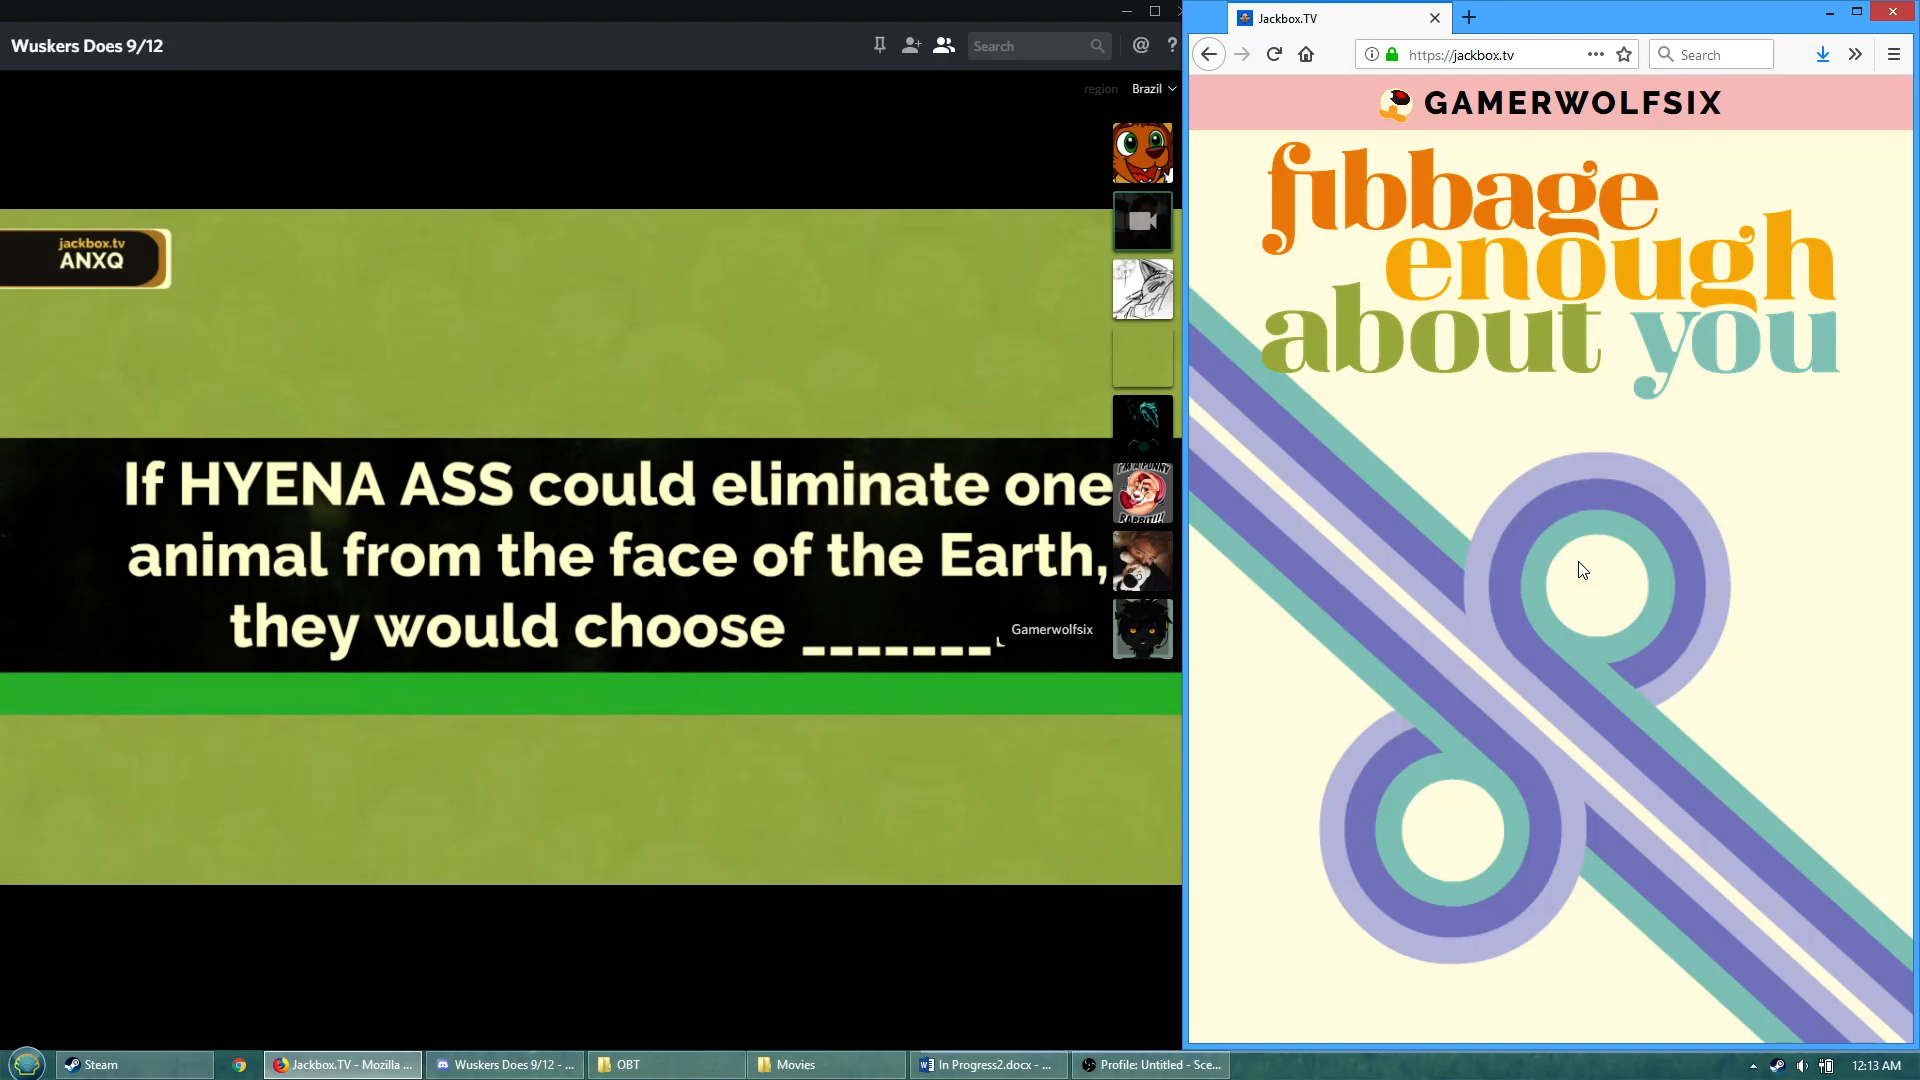 Wuskers Does 9/12
Search
@
?
region Brazil
jackbox.tv
ANXQ
If HYENA ASS could eliminate one
animal from the face of the Earth,
they would choose _______.
Gamerwolfsix
I'M A FUNNY
RABBIT!!
Jackbox.TV
https://jackbox.tv
Search
GAMERWOLFSIX
fibbage
enough
about you
Steam
Jackbox.TV - Mozilla ...
Wuskers Does 9/12 - ...
OBT
Movies
In Progress2.docx - ...
Profile: Untitled - Sce...
12:13 AM